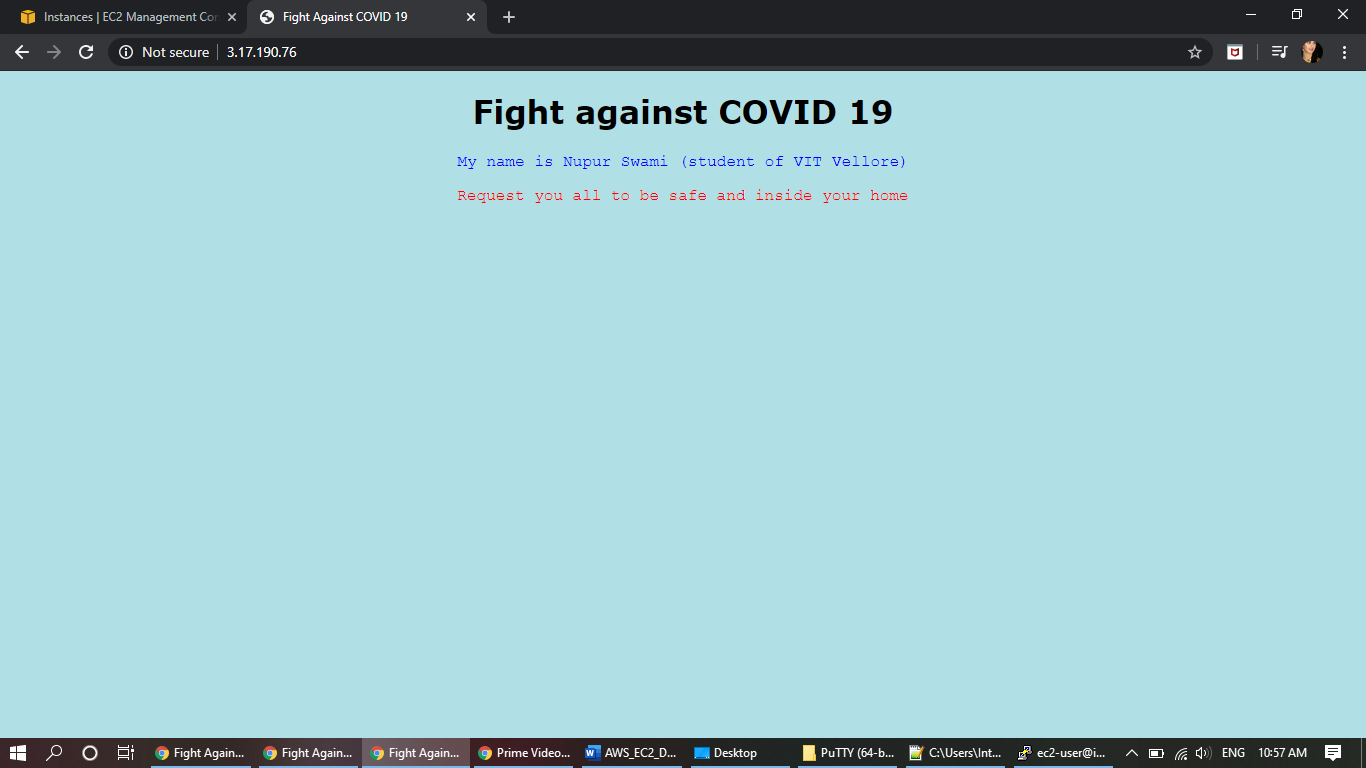 Instances | EC2 Management Con
Fight Against COVID 19
Not secure
3.17.190.76
Fight against COVID 19
My name is Nupur Swami (student of VIT Vellore)
Request you all to be safe and inside your home
Fight Again...
Fight Again...
Fight Again...
Prime Video...
AWS_EC2_D...
Desktop
PuTTY (64-b...
C:\Users\Int...
ec2-user@i...
ENG
10:57 AM